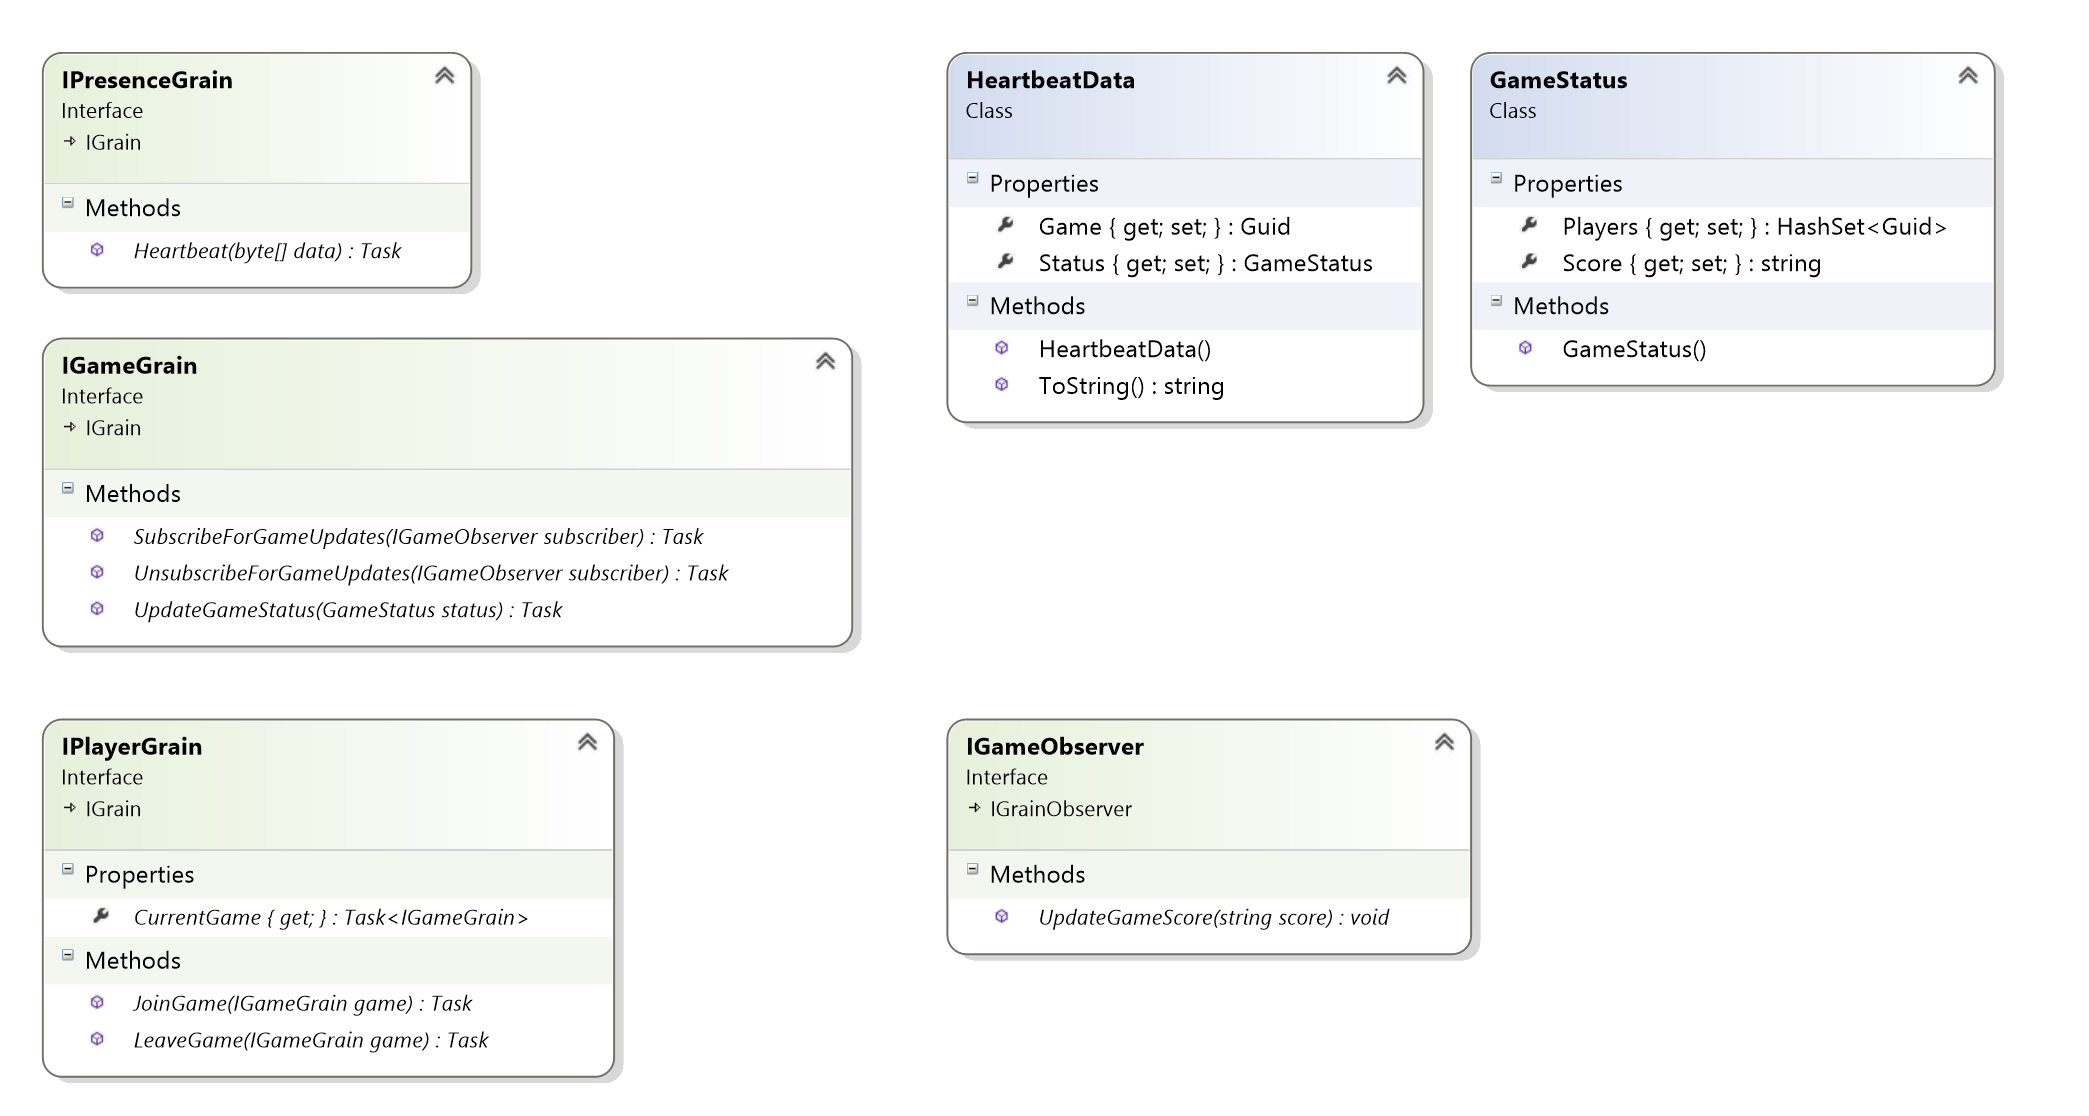 IPresenceGrain
Interface
IGrain
Methods
Heartbeat(byte[] data) : Task
IGameGrain
Interface
IGrain
Methods
SubscribeForGameUpdates(IGameObserver subscriber) : Task
UnsubscribeForGameUpdates(IGameObserver subscriber) : Task
UpdateGameStatus(GameStatus status) : Task
IPlayerGrain
Interface
IGrain
Properties
CurrentGame { get; } : Task<IGameGrain>
Methods
JoinGame(IGameGrain game) : Task
LeaveGame(IGameGrain game) : Task
HeartbeatData
Class
Properties
Game { get; set; } : Guid
Status { get; set; } : GameStatus
Methods
HeartbeatData()
ToString() : string
GameStatus
Class
Properties
Players { get; set; } : HashSet<Guid>
Score { get; set; } : string
Methods
GameStatus()
IGameObserver
Interface
IGrainObserver
Methods
UpdateGameScore(string score) : void